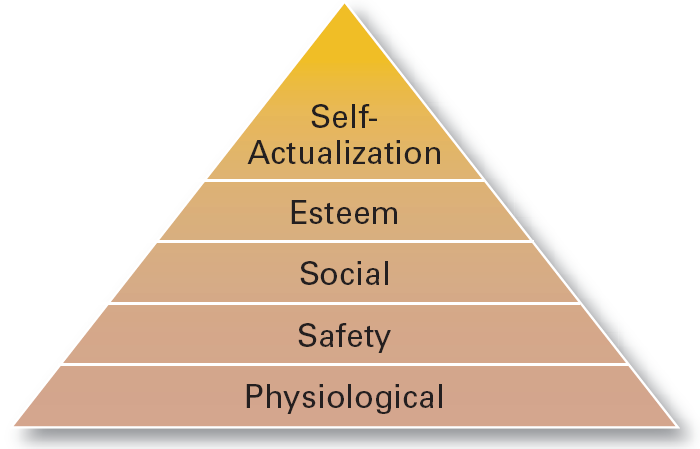 Self-
Actualization
Esteem
Social
Safety
Physiological